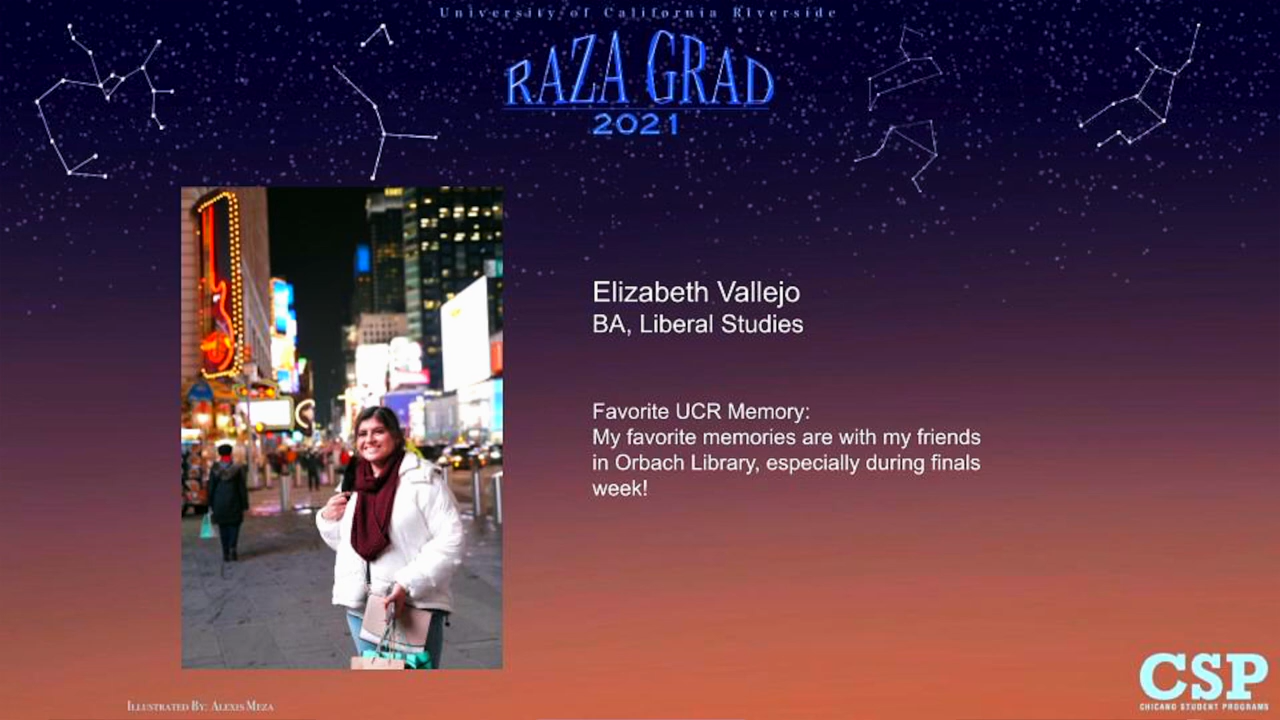 University of California Riverside
RAZA GRAD
2021
Elizabeth Vallejo
BA, Liberal Studies
Favorite UCR Memory:
My favorite memories are with my friends
in Orbach Library, especially during finals
week!
Illustrated By: Alexis Meza
CSP
CHICANO STUDENT PROGRAMS